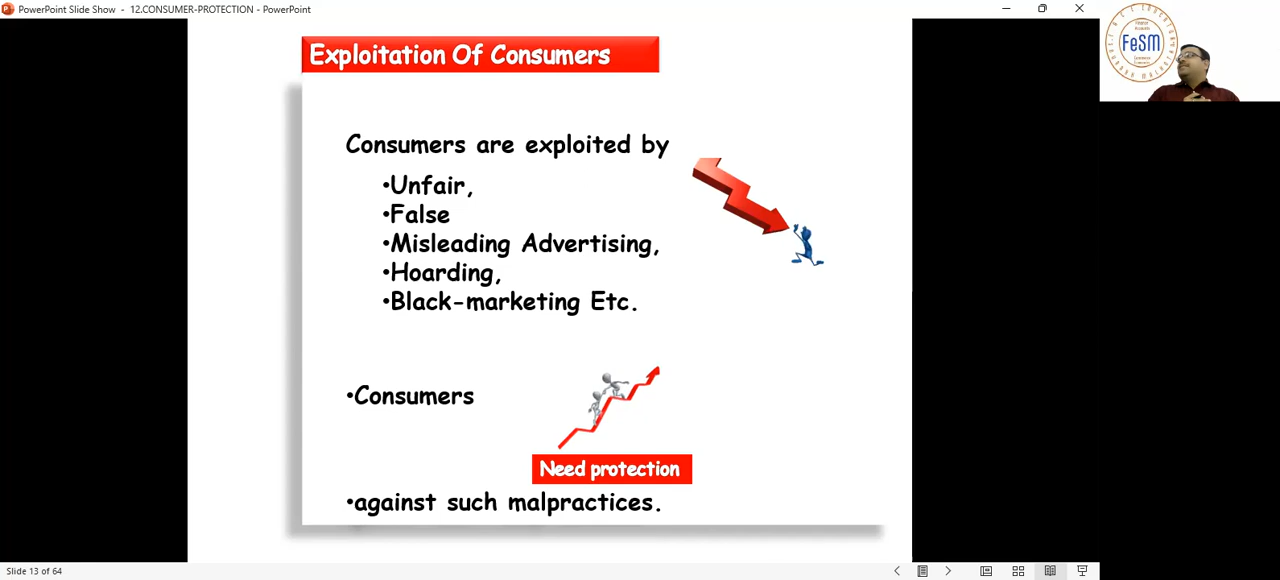 PowerPoint Slide Show - 12.CONSUMER-PROTECTION - PowerPoint
Exploitation Of Consumers
Consumers are exploited by
•Unfair,
•False
•Misleading Advertising,
•Hoarding,
•Black-marketing Etc.
•Consumers
Need protection
•against such malpractices.
FeSM
Slide 13 of 64